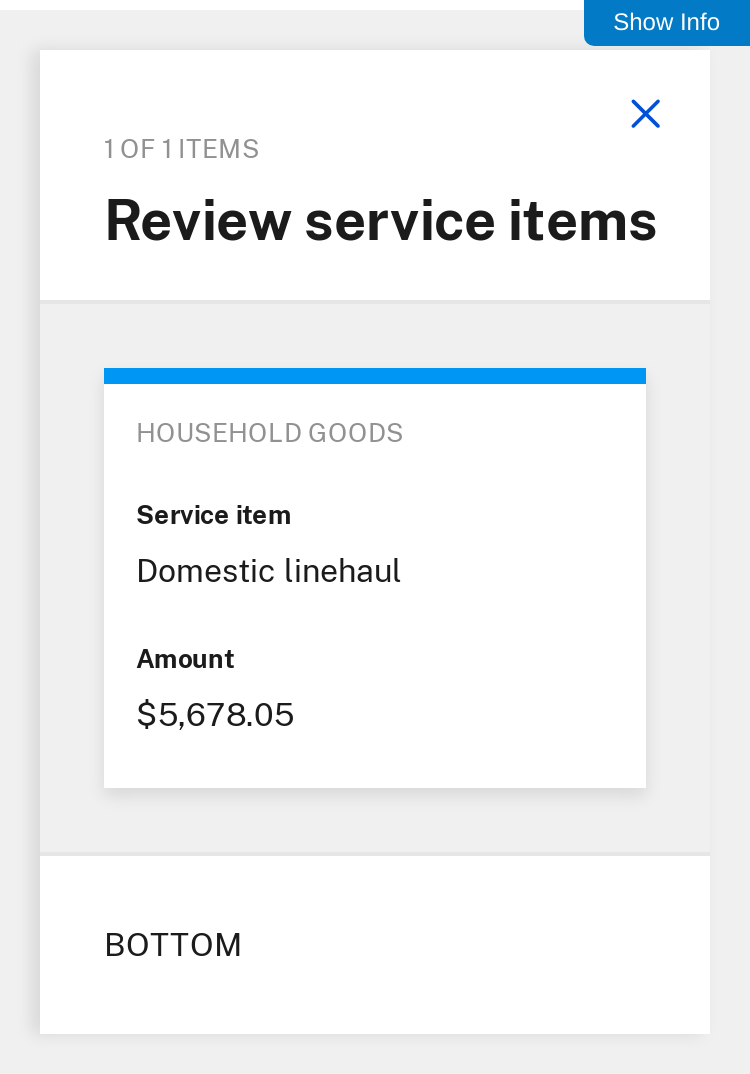 Show Info
1 OF 1 ITEMS
Review service items
HOUSEHOLD GOODS
Service item
Domestic linehaul
Amount
$5,678.05
BOTTOM